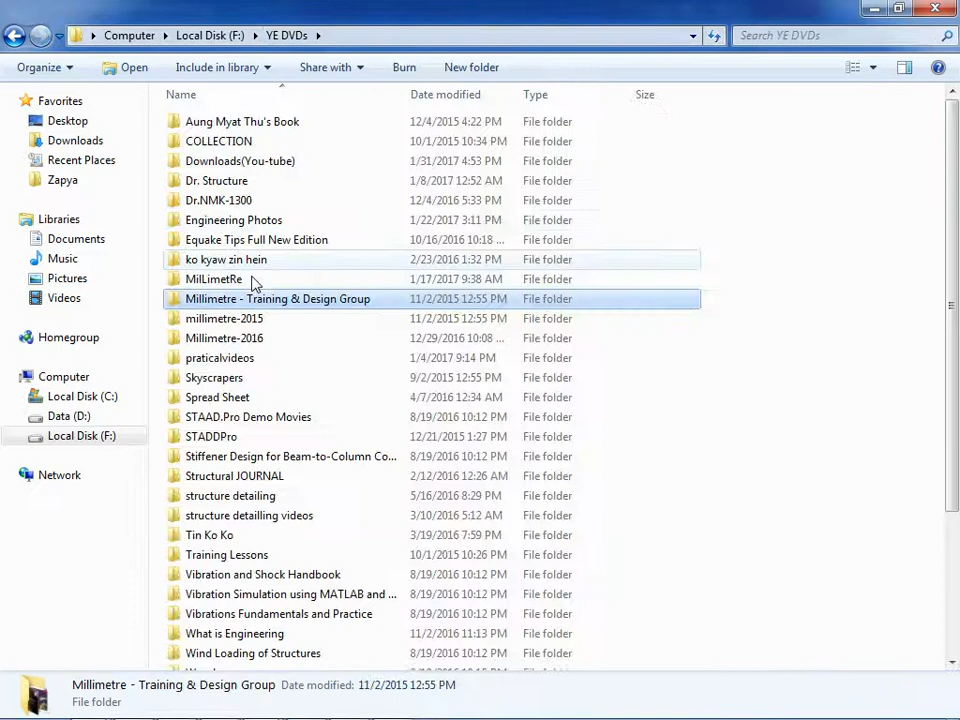 Computer Local Disk (F:) YE DVDs Search YE DVDs
Organize Open Include in library Share with Burn New folder
Name Date modified Type Size
Favorites
Desktop
Downloads
Recent Places
Zapya
Libraries
Documents
Music
Pictures
Videos
Homegroup
Computer
Local Disk (C:)
Data (D:)
Local Disk (F:)
Network
Aung Myat Thu's Book 12/4/2015 4:22 PM File folder
COLLECTION 10/1/2015 10:34 PM File folder
Downloads(You-tube) 1/31/2017 4:53 PM File folder
Dr. Structure 1/8/2017 12:52 AM File folder
Dr.NMK-1300 12/4/2016 5:33 PM File folder
Engineering Photos 1/22/2017 3:11 PM File folder
Equake Tips Full New Edition 10/16/2016 10:18 ... File folder
ko kyaw zin hein 2/23/2016 1:32 PM File folder
MilLimetRe 1/17/2017 9:38 AM File folder
Millimetre - Training & Design Group 11/2/2015 12:55 PM File folder
millimetre-2015 11/2/2015 12:55 PM File folder
Millimetre-2016 12/29/2016 10:08 ... File folder
praticalvideos 1/4/2017 9:14 PM File folder
Skyscrapers 9/2/2015 12:55 PM File folder
Spread Sheet 4/7/2016 12:34 AM File folder
STAAD.Pro Demo Movies 8/19/2016 10:12 PM File folder
STADDPro 12/21/2015 1:27 PM File folder
Stiffener Design for Beam-to-Column Co... 8/19/2016 10:12 PM File folder
Structural JOURNAL 2/12/2016 12:26 AM File folder
structure detailing 5/16/2016 8:29 PM File folder
structure detailling videos 3/10/2016 5:12 AM File folder
Tin Ko Ko 3/19/2016 7:59 PM File folder
Training Lessons 10/1/2015 10:26 PM File folder
Vibration and Shock Handbook 8/19/2016 10:12 PM File folder
Vibration Simulation using MATLAB and ... 8/19/2016 10:12 PM File folder
Vibrations Fundamentals and Practice 8/19/2016 10:12 PM File folder
What is Engineering 11/2/2016 11:13 PM File folder
Wind Loading of Structures 8/19/2016 10:12 PM File folder
Millimetre - Training & Design Group Date modified: 11/2/2015 12:55 PM
File folder